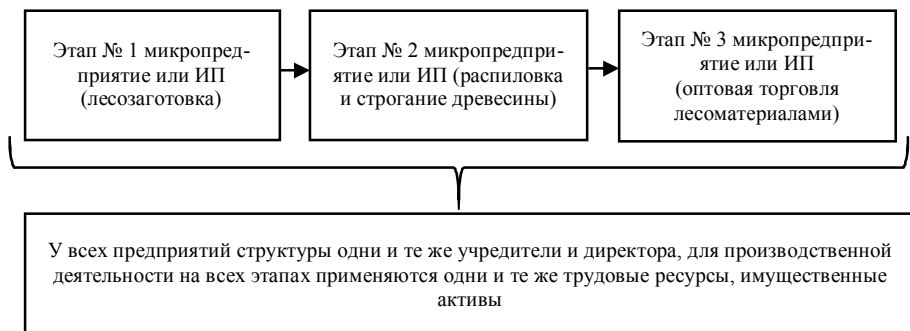 Этап № 1 микропред-
приятие или ИП
(лесозаготовка)
Этап № 2 микропредпри-
ятие или ИП (распиловка
и строгание древесины)
Этап № 3 микропредпри-
ятие или ИП
(оптовая торговля
лесоматериалами)
У всех предприятий структуры одни и те же учредители и директора, для производственной
деятельности на всех этапах применяются одни и те же трудовые ресурсы, имущественные
активы